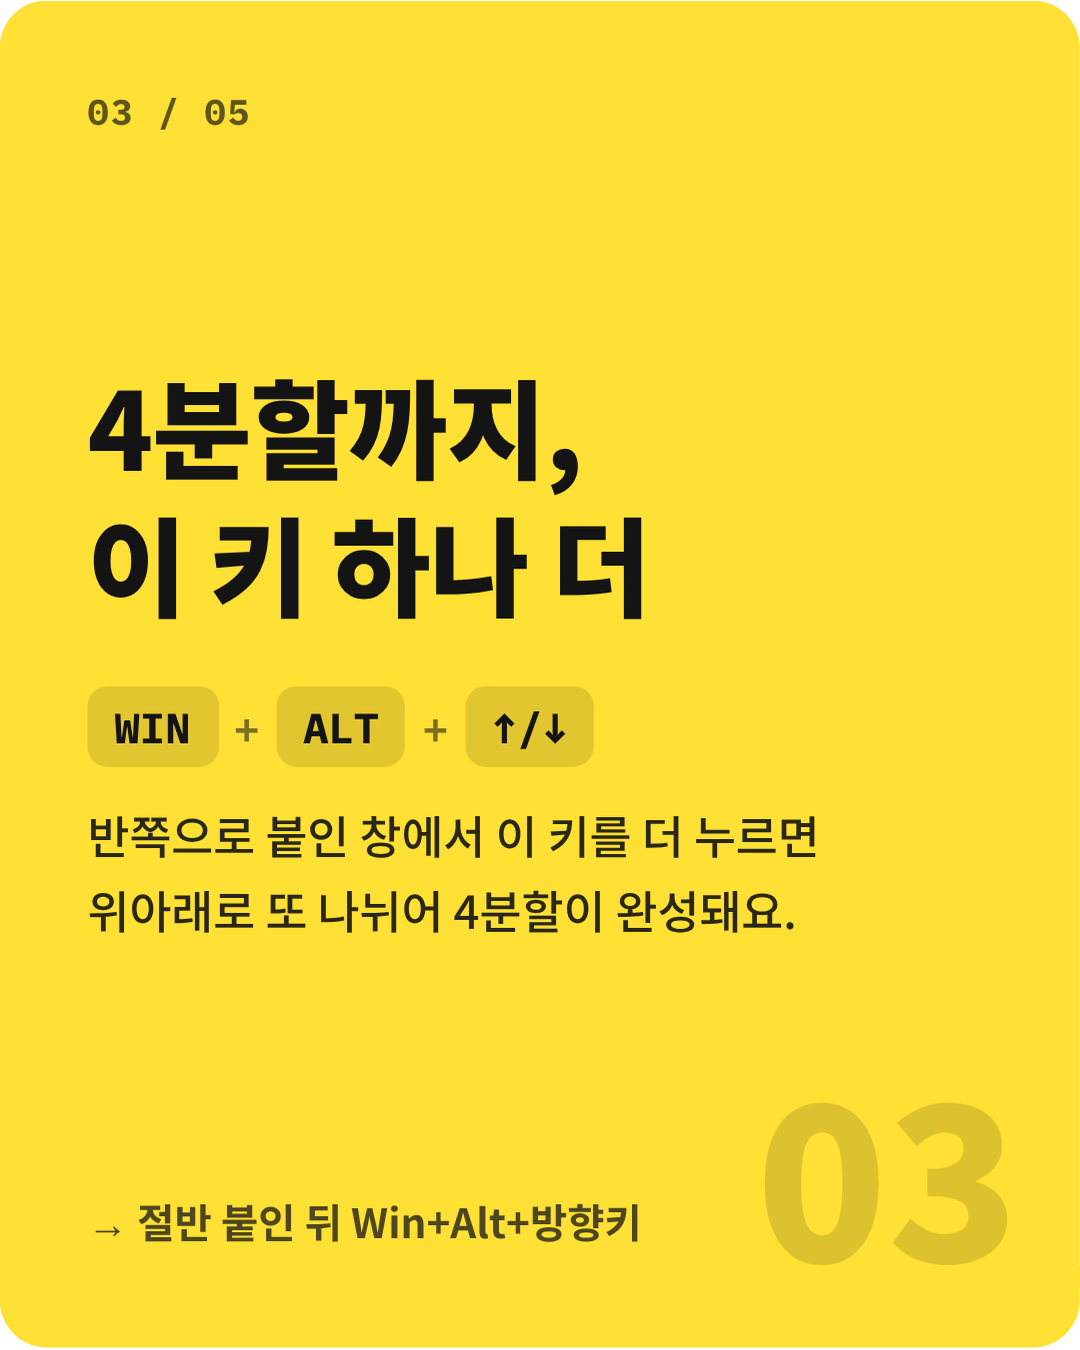 03 / 05
4분할까지,
이 키 하나 더
WIN + ALT + ↑/↓
반쪽으로 붙인 창에서 이 키를 더 누르면
위아래로 또 나뉘어 4분할이 완성돼요.
→ 절반 붙인 뒤 Win+Alt+방향키
03